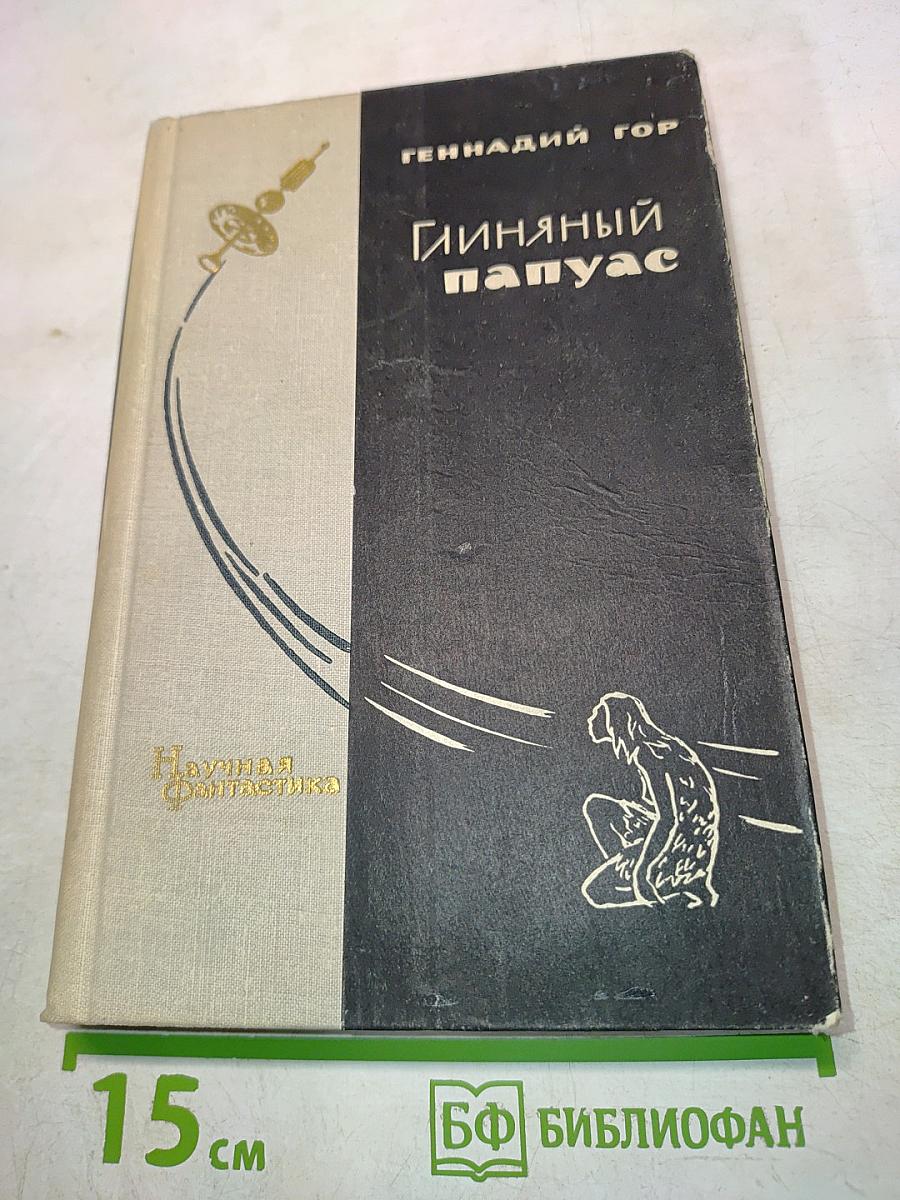 ГЕННАДИЙ ГОР
Глиняный
папуас
Научная
Фантастика
15 см
БФ БИБЛИОФАН